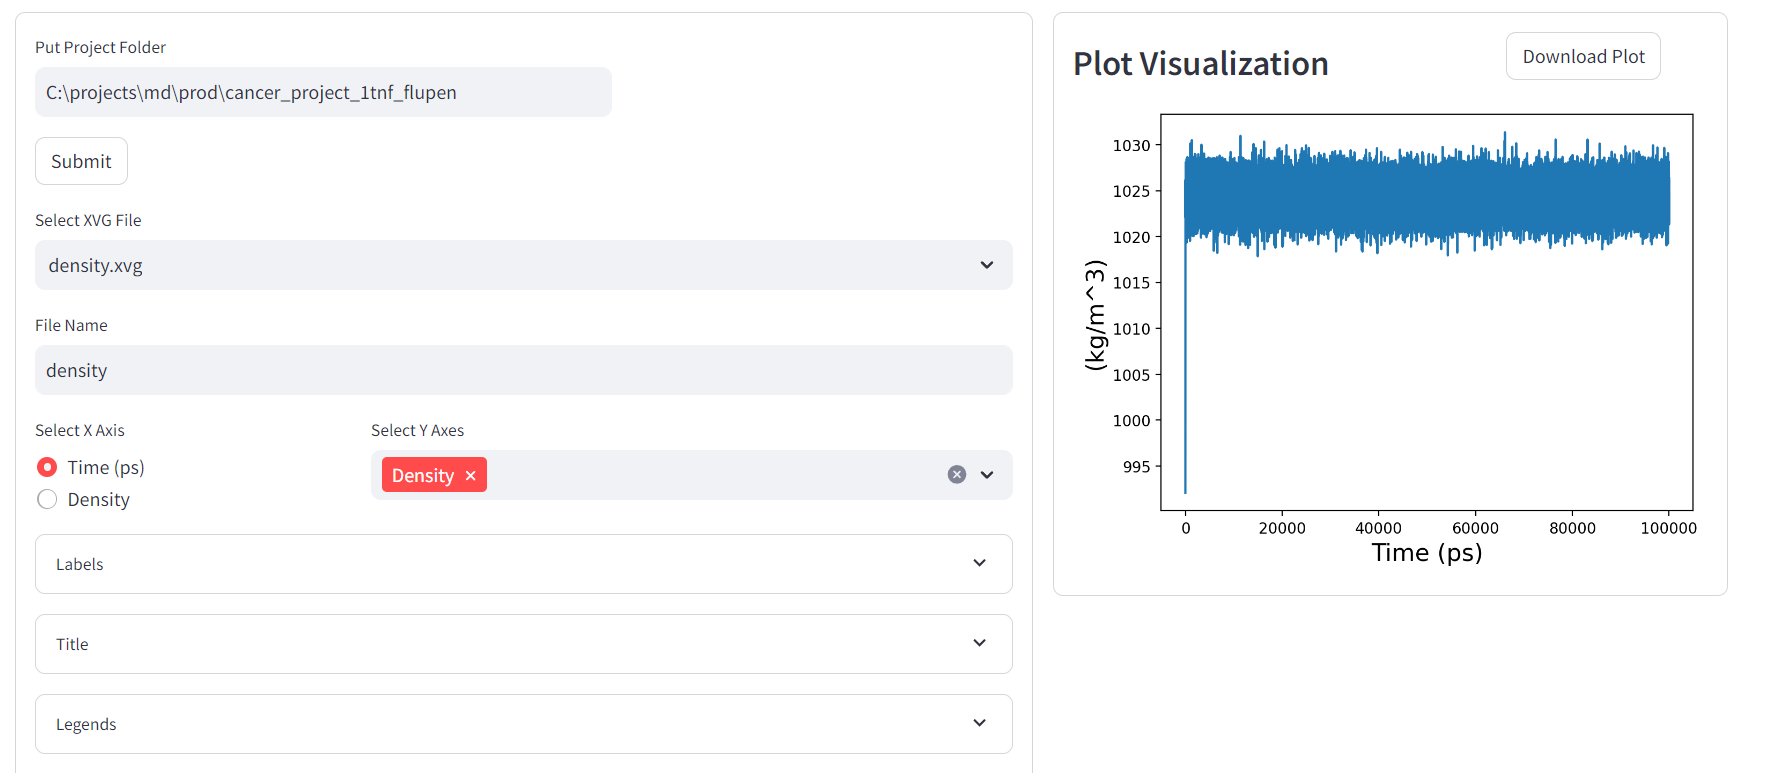 Put Project Folder
C:\projects\md\prod\cancer_project_1tnf_flupen
Submit
Select XVG File
density.xvg
File Name
density
Select X Axis
Select Y Axes
Time (ps)
Density
Density ×
Labels
Title
Legends
Plot Visualization
Download Plot
1030
1025
1020
1015
1010
1005
1000
995
(kg/m^3)
0 20000 40000 60000 80000 100000
Time (ps)